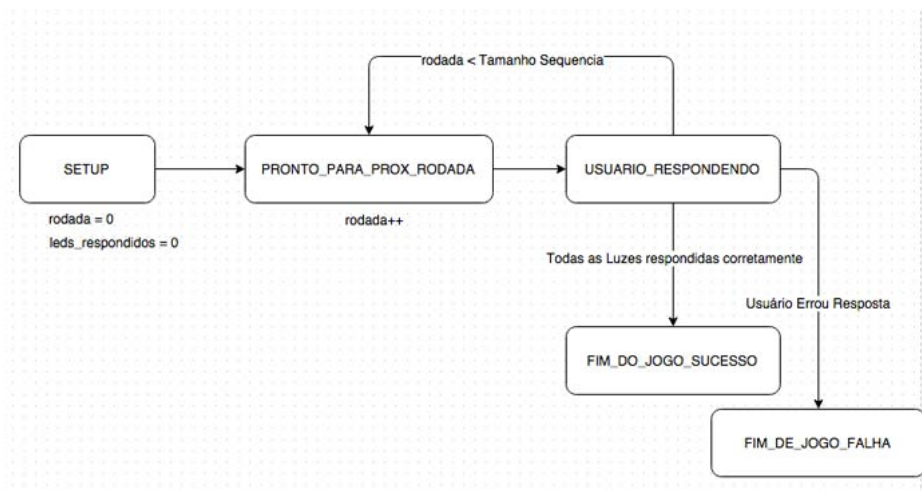 rodada < Tamanho Sequencia
SETUP
PRONTO_PARA_PROX_RODADA
USUARIO_RESPONDENDO
rodada = 0
leds_respondidos = 0
rodada++
Todas as Luzes respondidas corretamente
Usuário Errou Resposta
FIM_DO_JOGO_SUCESSO
FIM_DE_JOGO_FALHA